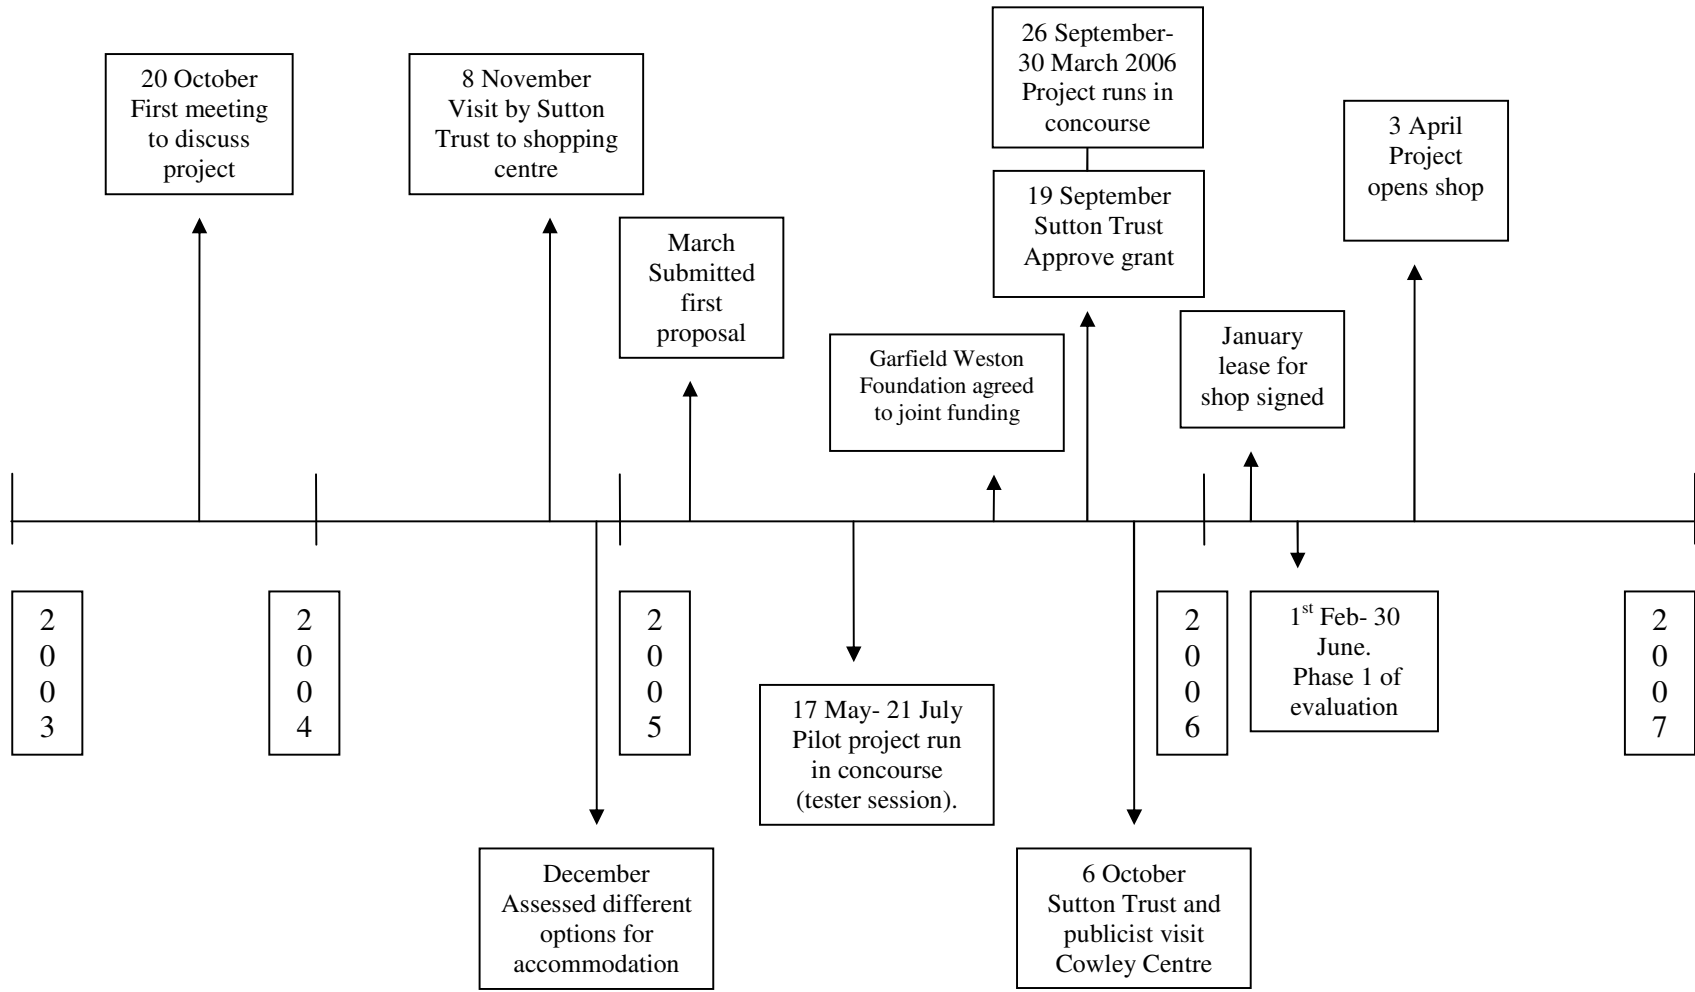 20 October
First meeting
to discuss
project
8 November
Visit by Sutton
Trust to shopping
centre
March
Submitted
first
proposal
Garfield Weston
Foundation agreed
to joint funding
26 September-
30 March 2006
Project runs in
concourse
19 September
Sutton Trust
Approve grant
January
lease for
shop signed
3 April
Project
opens shop
2
0
0
3
2
0
0
4
2
0
0
5
2
0
0
6
2
0
0
7
December
Assessed different
options for
accommodation
17 May- 21 July
Pilot project run
in concourse
(tester session).
6 October
Sutton Trust and
publicist visit
Cowley Centre
1st Feb- 30
June.
Phase 1 of
evaluation